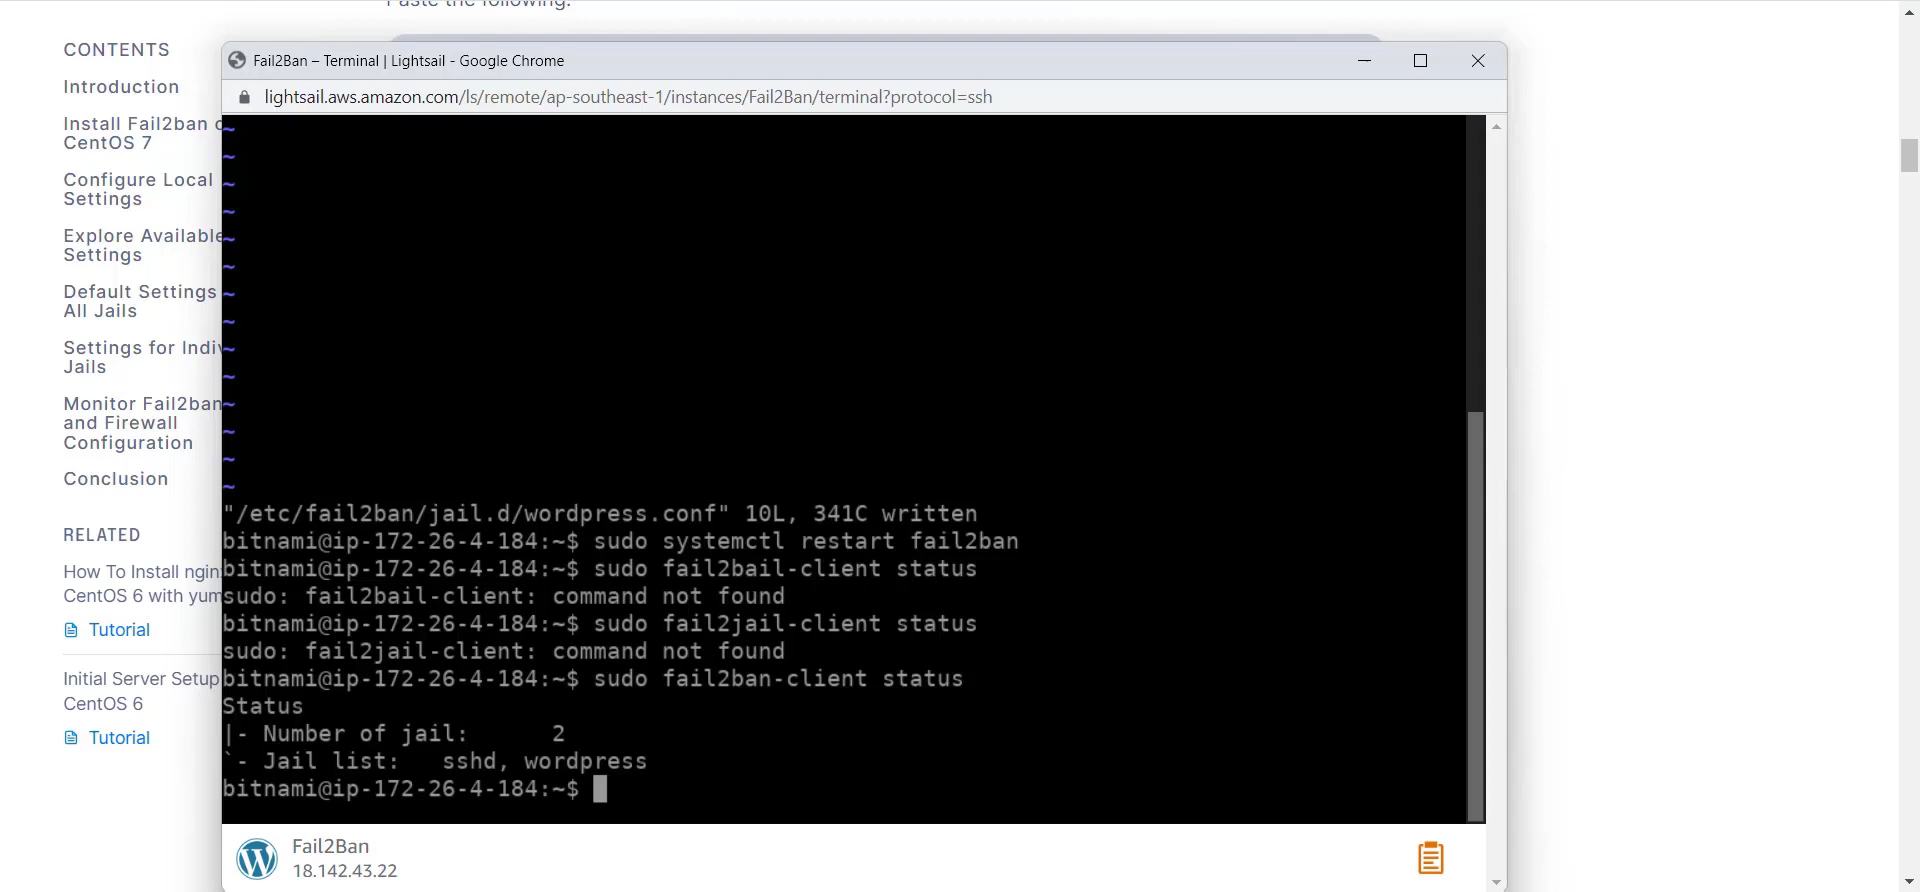 Paste the following:
CONTENTS
Introduction
Install Fail2ban o
CentOS 7
Configure Local
Settings
Explore Available
Settings
Default Settings
All Jails
Settings for Indiv
Jails
Monitor Fail2ban
and Firewall
Configuration
Conclusion
RELATED
How To Install nginx
CentOS 6 with yum
Tutorial
Initial Server Setup
CentOS 6
Tutorial
Fail2Ban – Terminal | Lightsail - Google Chrome
lightsail.aws.amazon.com/ls/remote/ap-southeast-1/instances/Fail2Ban/terminal?protocol=ssh
~
~
~
~
~
~
~
~
~
~
~
~
~
~
"/etc/fail2ban/jail.d/wordpress.conf" 10L, 341C written
bitnami@ip-172-26-4-184:~$ sudo systemctl restart fail2ban
bitnami@ip-172-26-4-184:~$ sudo fail2bail-client status
sudo: fail2bail-client: command not found
bitnami@ip-172-26-4-184:~$ sudo fail2jail-client status
sudo: fail2jail-client: command not found
bitnami@ip-172-26-4-184:~$ sudo fail2ban-client status
Status
|- Number of jail:      2
`- Jail list:   sshd, wordpress
bitnami@ip-172-26-4-184:~$
Fail2Ban
18.142.43.22